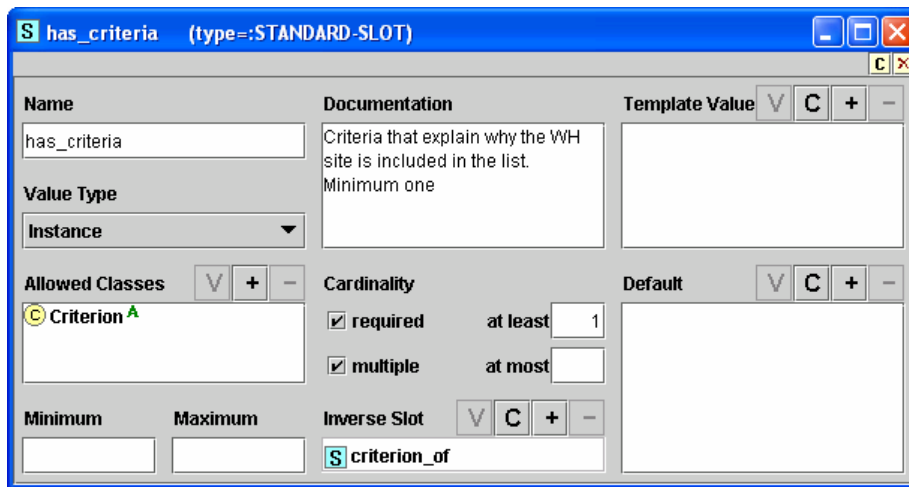 S has_criteria (type=:STANDARD-SLOT)
C
Name
has_criteria
Value Type
Instance
Allowed Classes V + −
C Criterion A
Minimum Maximum
Documentation
Criteria that explain why the WH
site is included in the list.
Minimum one
Cardinality
required at least 1
multiple at most
Inverse Slot V C + −
S criterion_of
Template Value V C + −
Default V C + −